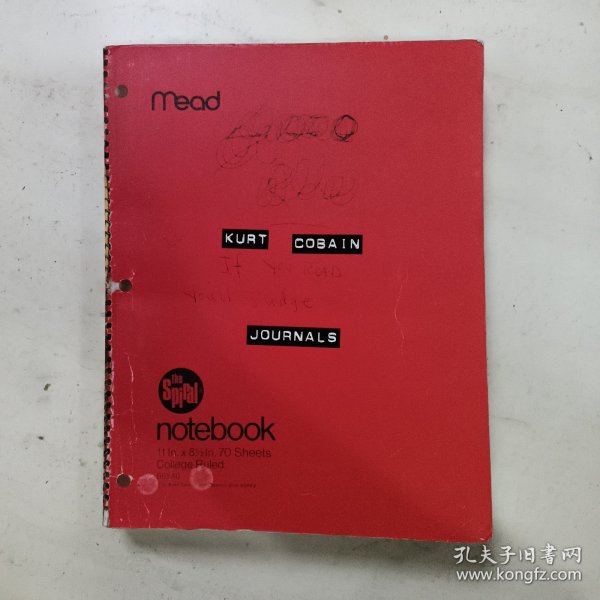 mead
KURT COBAIN
If You READ
You'll Judge
JOURNALS
the
Spiral
notebook
11 in. x 8½ in. 70 Sheets
College Ruled
孔夫子旧书网
www.kongfz.com